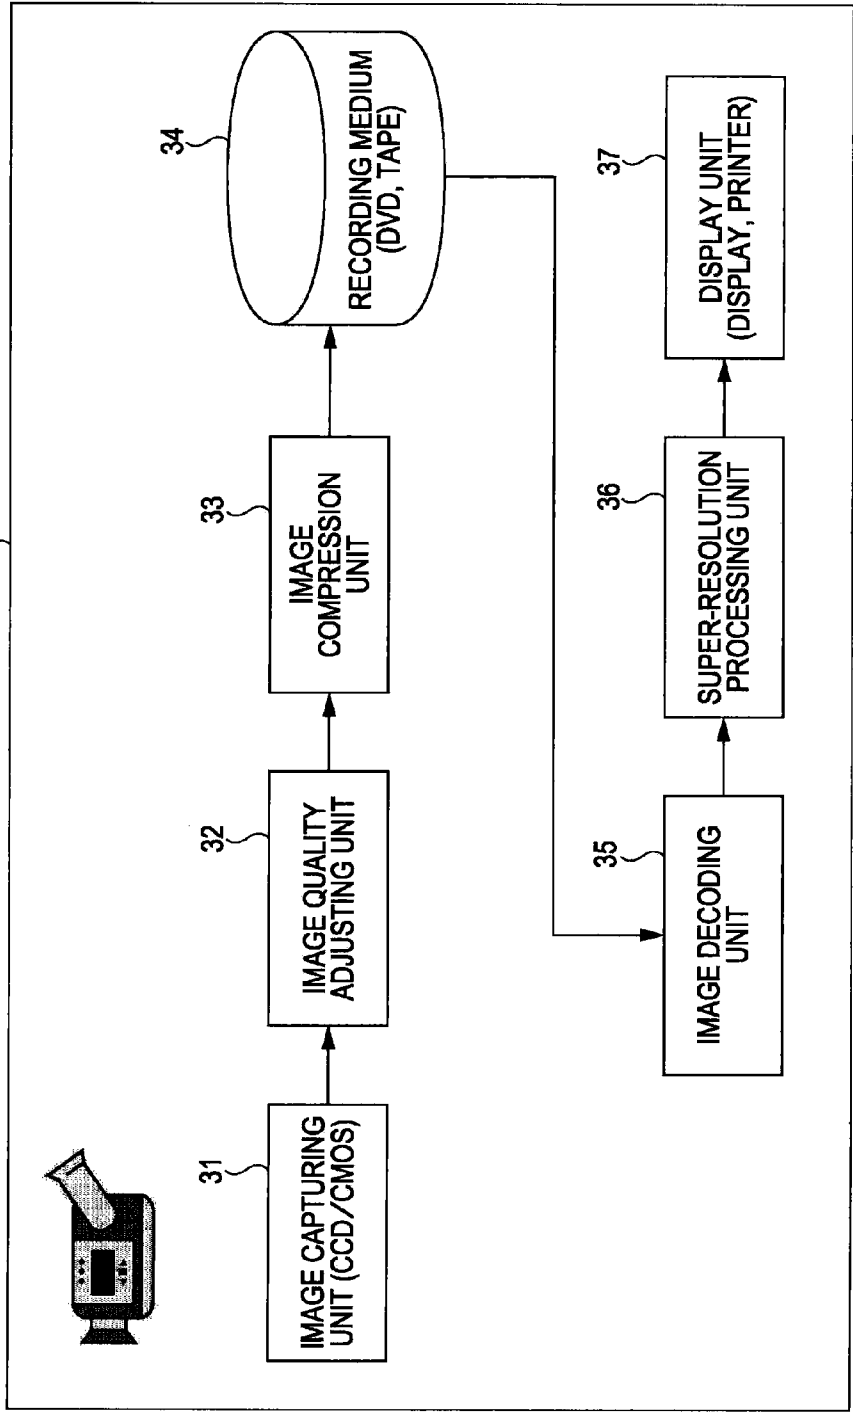 31
IMAGE CAPTURING
UNIT (CCD/CMOS)
32
IMAGE QUALITY
ADJUSTING UNIT
33
IMAGE
COMPRESSION
UNIT
34
RECORDING MEDIUM
(DVD, TAPE)
35
IMAGE DECODING
UNIT
36
SUPER-RESOLUTION
PROCESSING UNIT
37
DISPLAY UNIT
(DISPLAY, PRINTER)